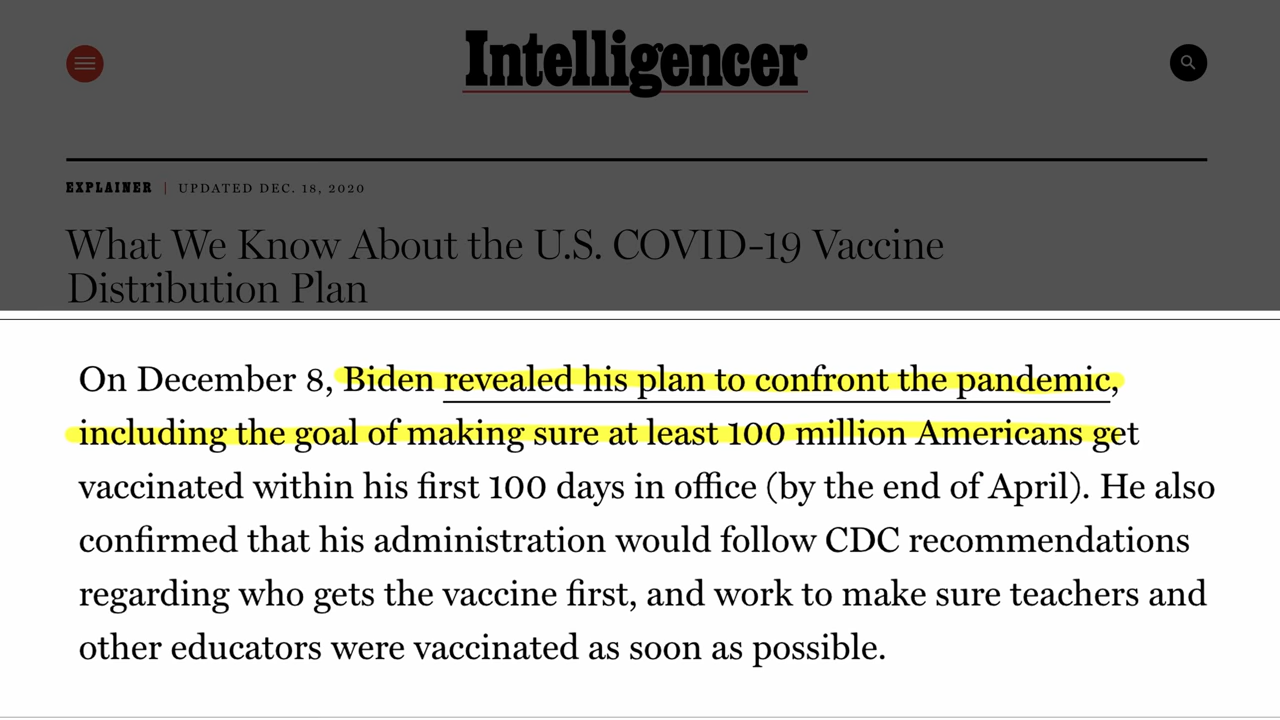 Intelligencer
EXPLAINER | UPDATED DEC. 18, 2020
What We Know About the U.S. COVID-19 Vaccine
Distribution Plan
On December 8, Biden revealed his plan to confront the pandemic,
including the goal of making sure at least 100 million Americans get
vaccinated within his first 100 days in office (by the end of April). He also
confirmed that his administration would follow CDC recommendations
regarding who gets the vaccine first, and work to make sure teachers and
other educators were vaccinated as soon as possible.